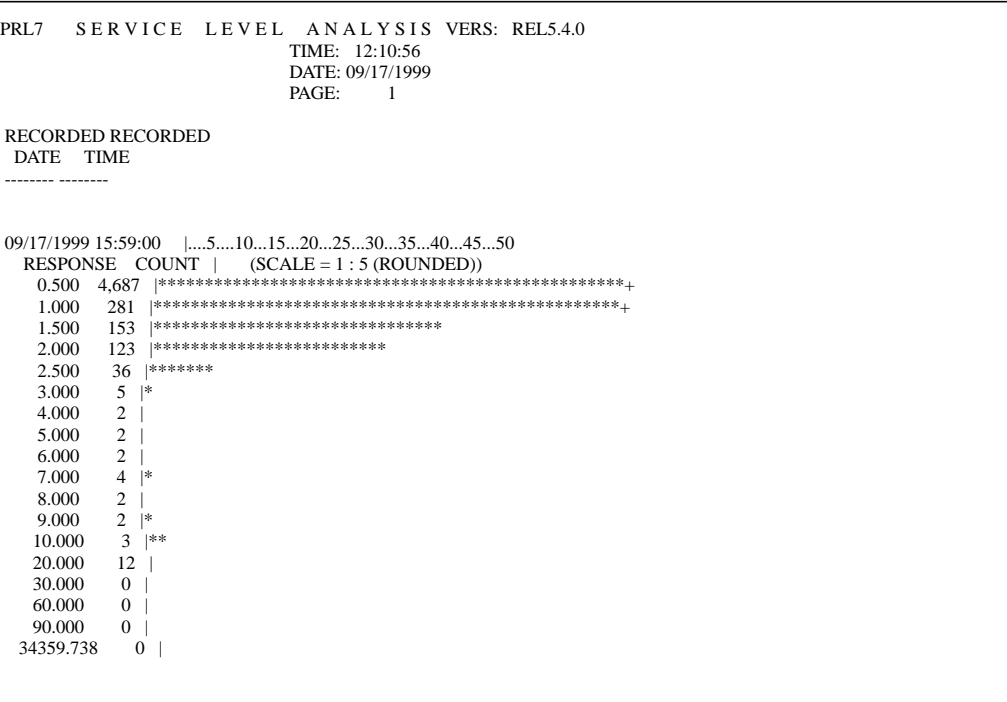 PRL7 S E R V I C E L E V E L A N A L Y S I S VERS: REL5.4.0
TIME: 12:10:56
DATE: 09/17/1999
PAGE: 1
RECORDED RECORDED
DATE TIME
-------- --------
09/17/1999 15:59:00 |....5....10...15...20...25...30...35...40...45...50
RESPONSE COUNT | (SCALE = 1 : 5 (ROUNDED))
0.500 4,687 |**************************************************+
1.000 281 |**************************************************+
1.500 153 |*******************************
2.000 123 |*************************
2.500 36 |*******
3.000 5 |*
4.000 2 |
5.000 2 |
6.000 2 |
7.000 4 |*
8.000 2 |
9.000 2 |*
10.000 3 |**
20.000 12 |
30.000 0 |
60.000 0 |
90.000 0 |
34359.738 0 |